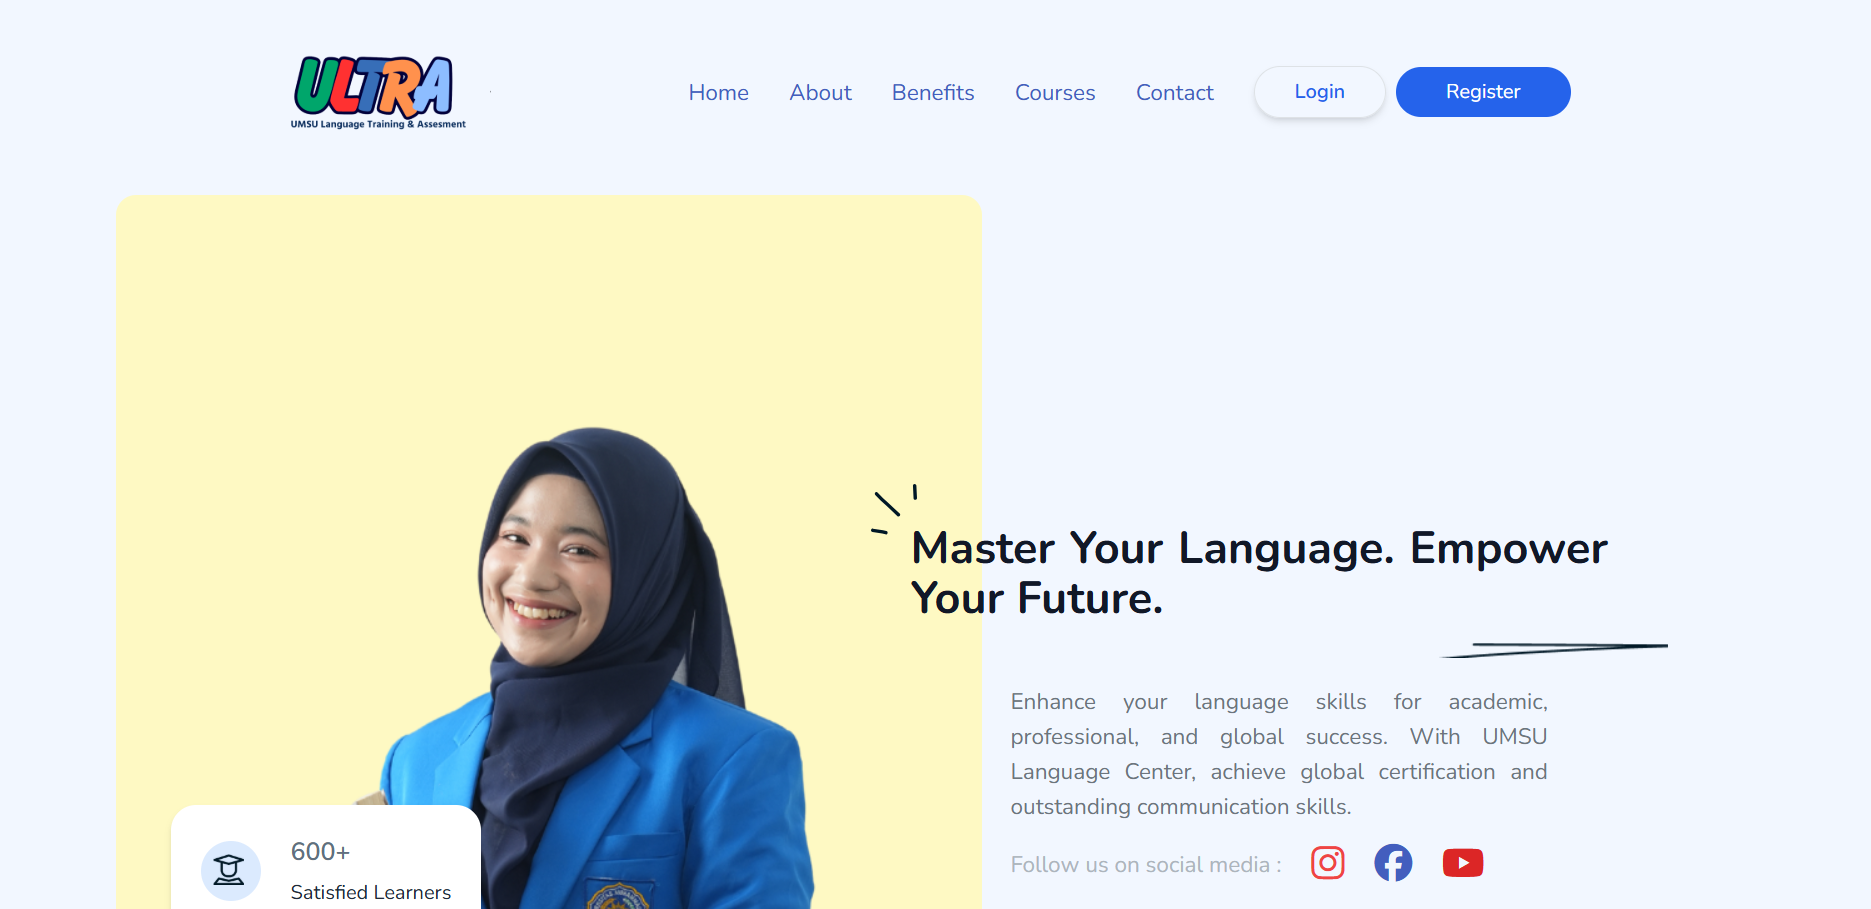 ULTRA
UMSU Language Training & Assesment
Home About Benefits Courses Contact Login Register
Master Your Language. Empower
Your Future.
Enhance your language skills for academic,
professional, and global success. With UMSU
Language Center, achieve global certification and
outstanding communication skills.
Follow us on social media :
600+
Satisfied Learners